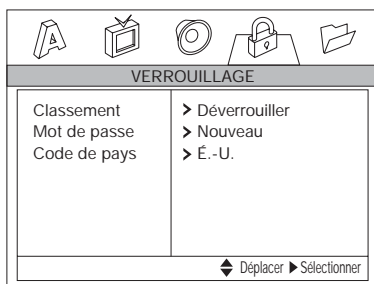 VERROUILLAGE
Classement > Déverrouiller
Mot de passe > Nouveau
Code de pays > É.-U.
Déplacer Sélectionner